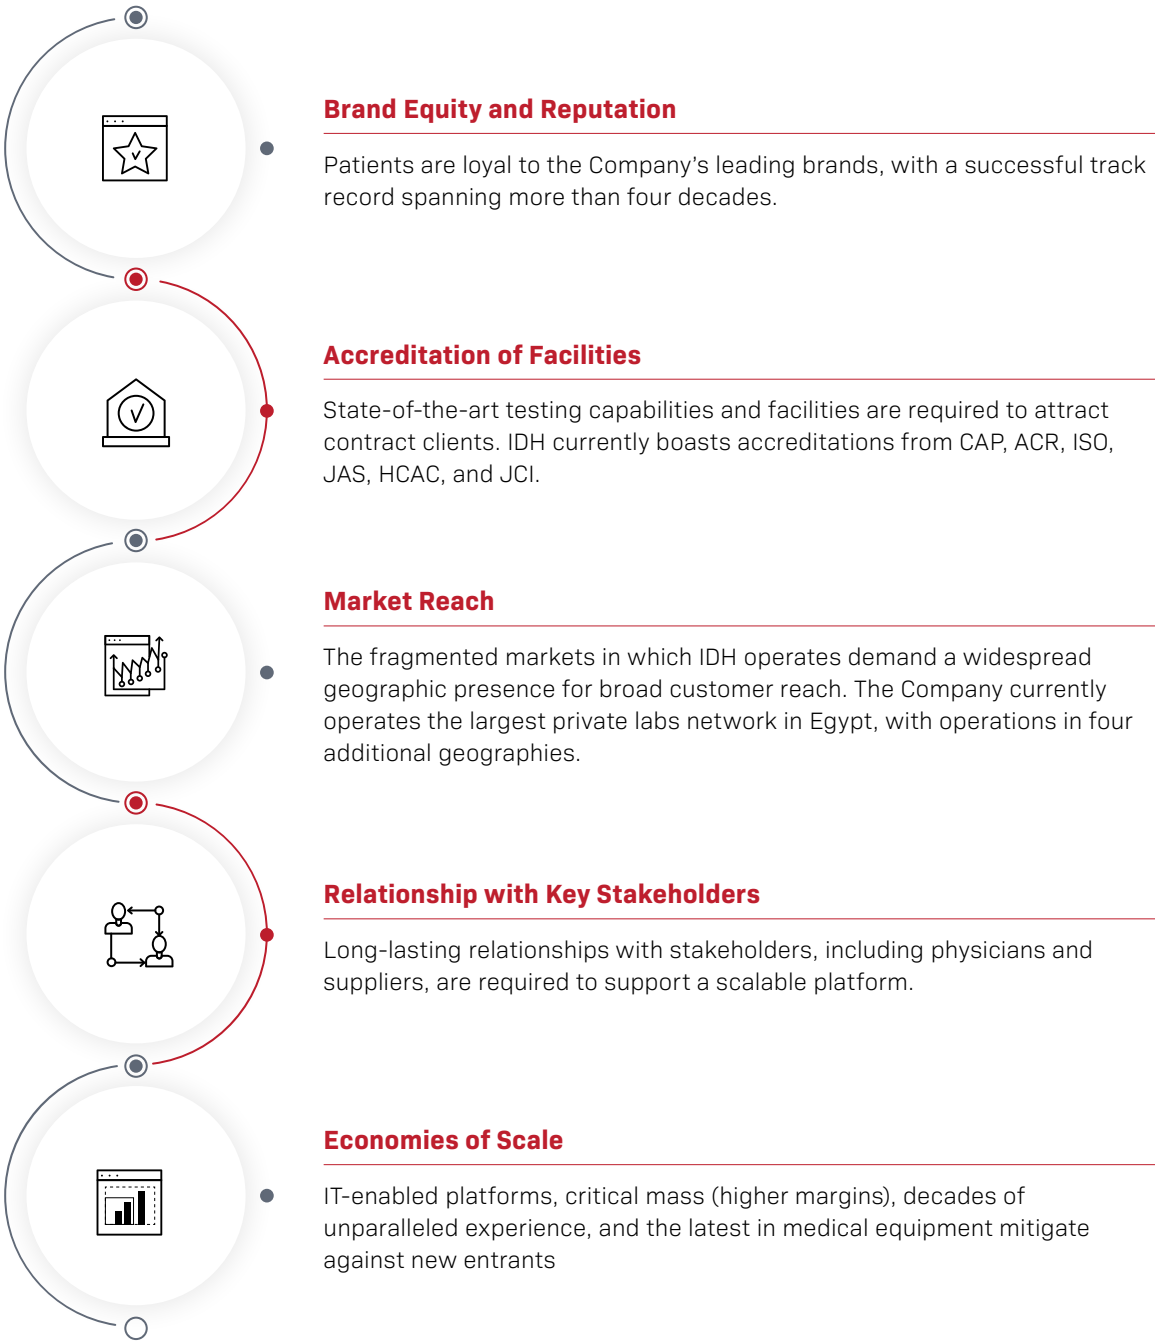 Brand Equity and Reputation
Patients are loyal to the Company’s leading brands, with a successful track
record spanning more than four decades.
Accreditation of Facilities
State-of-the-art testing capabilities and facilities are required to attract
contract clients. IDH currently boasts accreditations from CAP, ACR, ISO,
JAS, HCAC, and JCI.
Market Reach
The fragmented markets in which IDH operates demand a widespread
geographic presence for broad customer reach. The Company currently
operates the largest private labs network in Egypt, with operations in four
additional geographies.
Relationship with Key Stakeholders
Long-lasting relationships with stakeholders, including physicians and
suppliers, are required to support a scalable platform.
Economies of Scale
IT-enabled platforms, critical mass (higher margins), decades of
unparalleled experience, and the latest in medical equipment mitigate
against new entrants